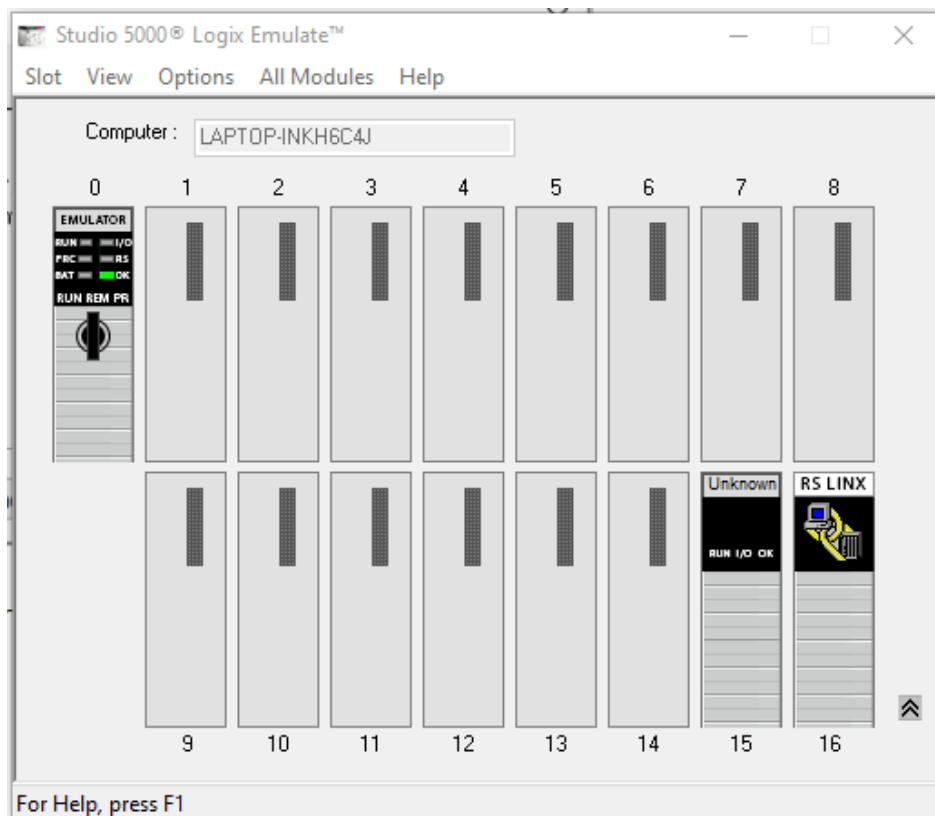 Studio 5000® Logix Emulate™
Slot View Options All Modules Help
Computer : LAPTOP-INKH6C4J
0 1 2 3 4 5 6 7 8
EMULATOR
RUN I/O
FRC RS
BAT OK
RUN REM PR
Unknown RS LINX
RUN I/O OK
9 10 11 12 13 14 15 16
For Help, press F1